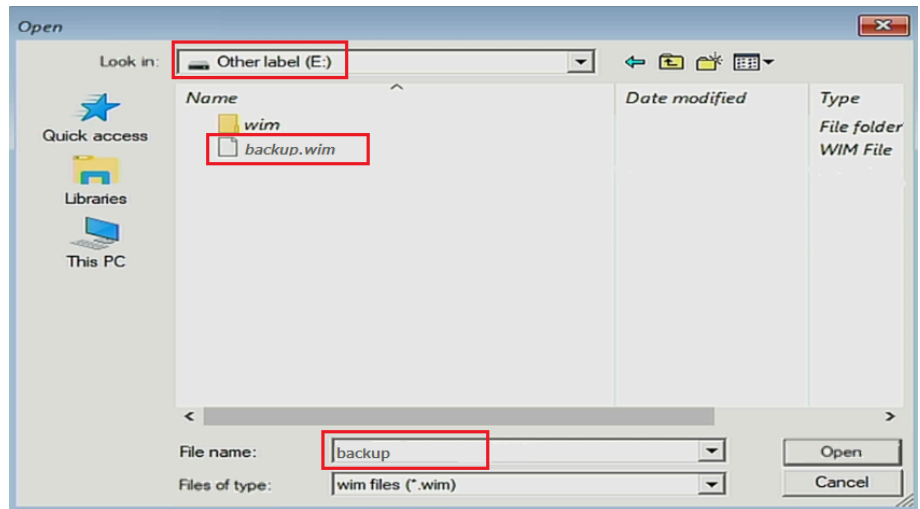 Open
Look in: Other label (E:)
Name Date modified Type
wim File folder
backup.wim WIM File
Quick access
Libraries
This PC
File name: backup Open
Files of type: wim files (*.wim) Cancel